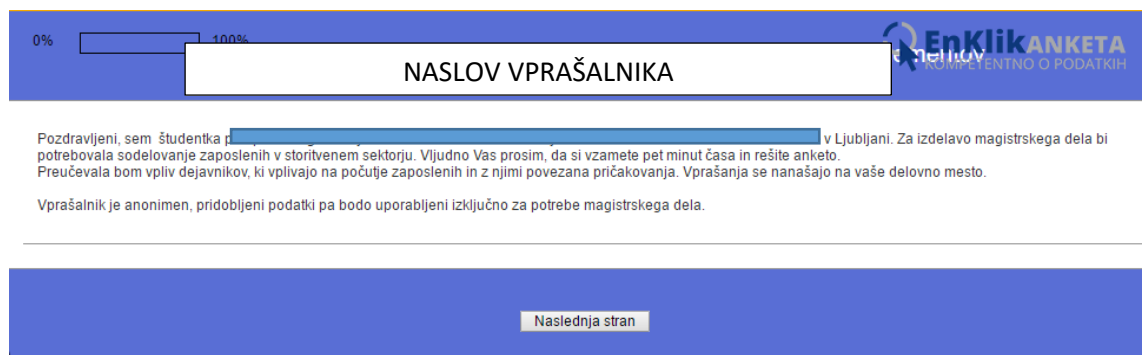 0% 100%
NASLOV VPRAŠALNIKA
EnKlikANKETA
KOMPETENTNO O PODATKIH
Pozdravljeni, sem študentka v Ljubljani. Za izdelavo magistrskega dela bi
potrebovala sodelovanje zaposlenih v storitvenem sektorju. Vljudno Vas prosim, da si vzamete pet minut časa in rešite anketo.
Preučevala bom vpliv dejavnikov, ki vplivajo na počutje zaposlenih in z njimi povezana pričakovanja. Vprašanja se nanašajo na vaše delovno mesto.
Vprašalnik je anonimen, pridobljeni podatki pa bodo uporabljeni izključno za potrebe magistrskega dela.
Naslednja stran